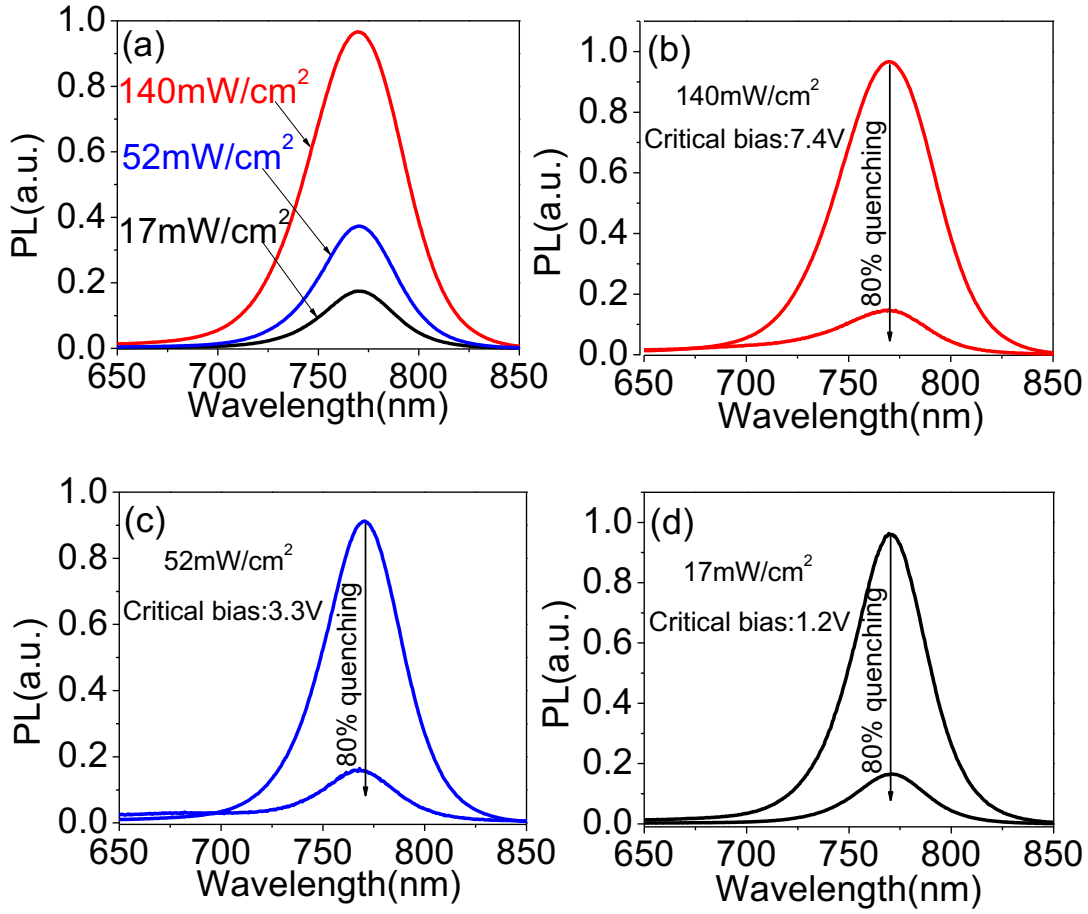 (a)
140mW/cm²
52mW/cm²
17mW/cm²
PL(a.u.)
1.0
0.8
0.6
0.4
0.2
0.0
650 700 750 800 850
Wavelength(nm)
(b)
140mW/cm²
Critical bias:7.4V
80% quenching
PL(a.u.)
1.0
0.8
0.6
0.4
0.2
0.0
650 700 750 800 850
Wavelength(nm)
(c)
52mW/cm²
Critical bias:3.3V
80% quenching
PL(a.u.)
1.0
0.8
0.6
0.4
0.2
0.0
650 700 750 800 850
Wavelength(nm)
(d)
17mW/cm²
Critical bias:1.2V
80% quenching
PL(a.u.)
1.0
0.8
0.6
0.4
0.2
0.0
650 700 750 800 850
Wavelength(nm)